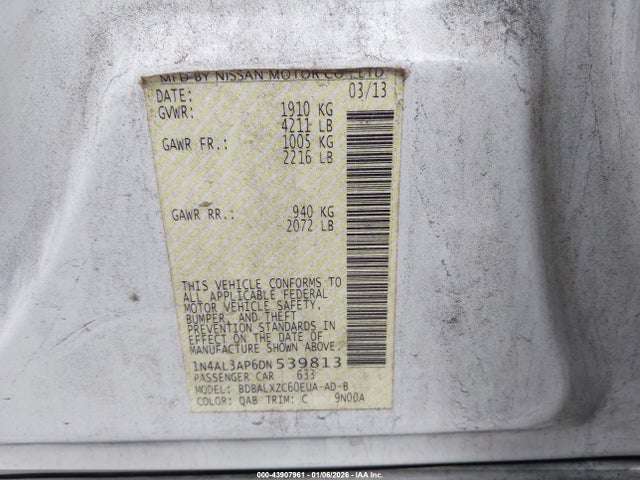 MFD BY NISSAN MOTOR CO., LTD.
DATE: 03/13
GVWR: 1910 KG
4211 LB
GAWR FR.: 1005 KG
2216 LB
GAWR RR.: 940 KG
2072 LB
THIS VEHICLE CONFORMS TO
ALL APPLICABLE FEDERAL
MOTOR VEHICLE SAFETY,
BUMPER, AND THEFT
PREVENTION STANDARDS IN
EFFECT ON THE DATE OF
MANUFACTURE SHOWN ABOVE.
1N4AL3AP6DN 539813
PASSENGER CAR 633
MODEL: BDBALXZC60EUA-AD-B
COLOR: QAB TRIM: C 9N00A
000-43907961 - 01/06/2026 - IAA Inc.